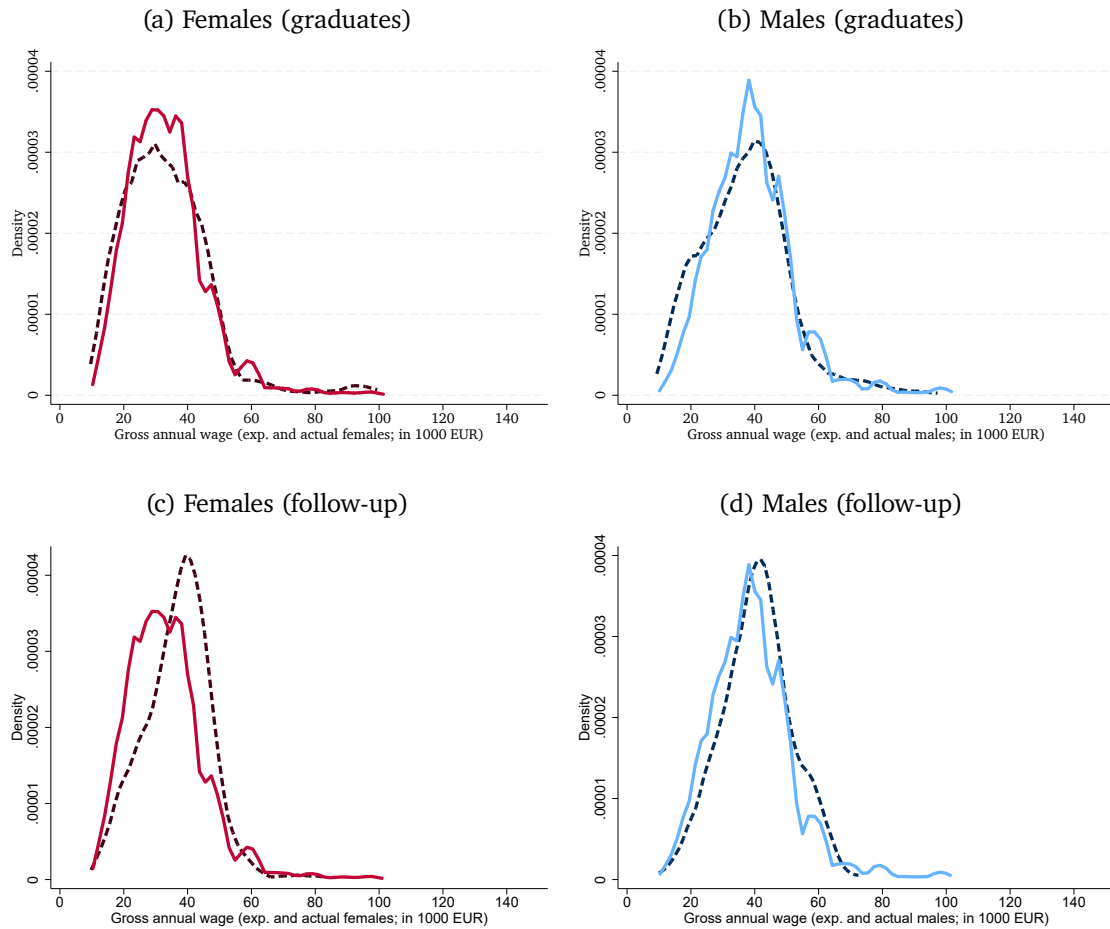 (a) Females (graduates)
Density
0 .00001 .00002 .00003 .00004
0 20 40 60 80 100 120 140
Gross annual wage (exp. and actual females; in 1000 EUR)
(b) Males (graduates)
Density
0 .00001 .00002 .00003 .00004
0 20 40 60 80 100 120 140
Gross annual wage (exp. and actual males; in 1000 EUR)
(c) Females (follow-up)
Density
0 .00001 .00002 .00003 .00004
0 20 40 60 80 100 120 140
Gross annual wage (exp. and actual females; in 1000 EUR)
(d) Males (follow-up)
Density
0 .00001 .00002 .00003 .00004
0 20 40 60 80 100 120 140
Gross annual wage (exp. and actual males; in 1000 EUR)